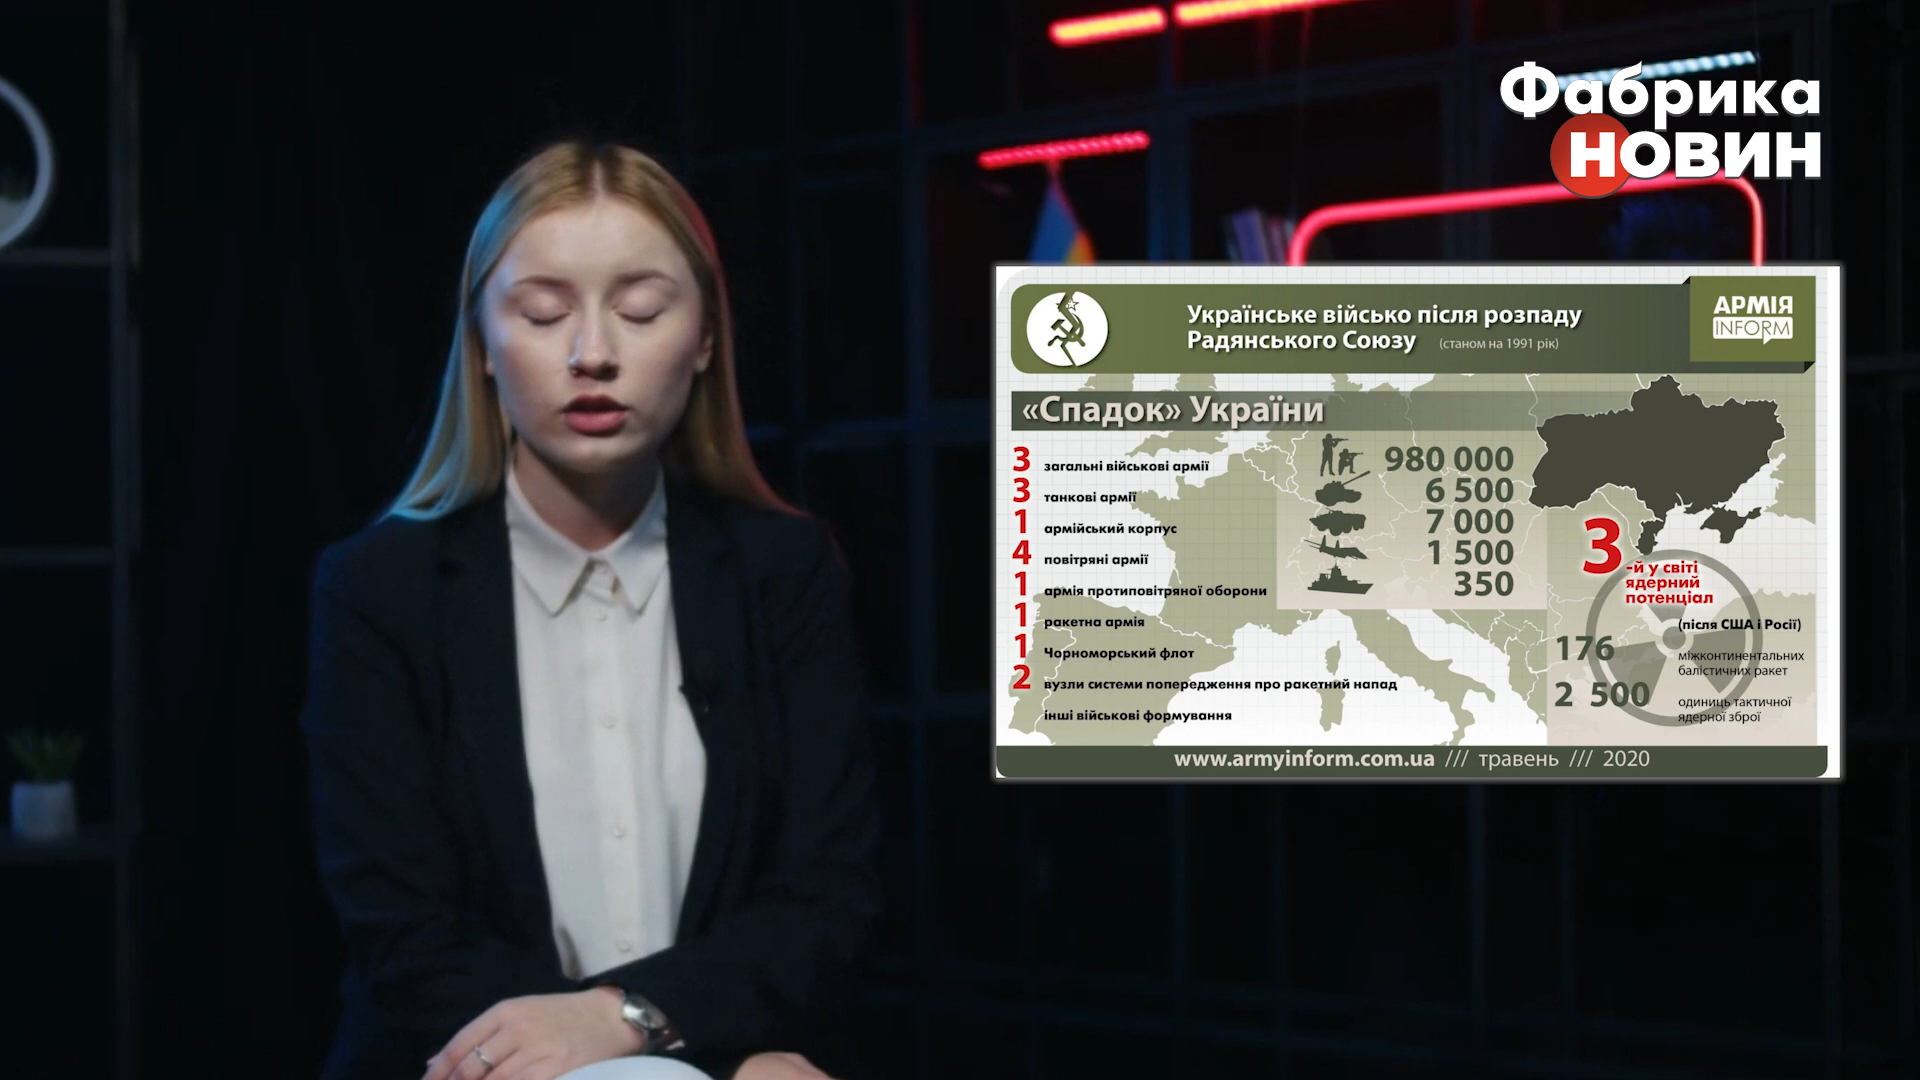 Фабрика
новин
Українське військо після розпаду
Радянського Союзу (станом на 1991 рік)
АРМІЯ
INFORM
«Спадок» України
3 загальні військові армії
3 танкові армії
1 армійський корпус
4 повітряні армії
1 армія протиповітряної оборони
1 ракетна армія
1 Чорноморський флот
2 вузли системи попередження про ракетний напад
інші військові формування
980 000
6 500
7 000
1 500
350
3 -й у світі
ядерний
потенціал
(після США і Росії)
176 міжконтинентальних
балістичних ракет
2 500 одиниць тактичної
ядерної зброї
www.armyinform.com.ua /// травень /// 2020